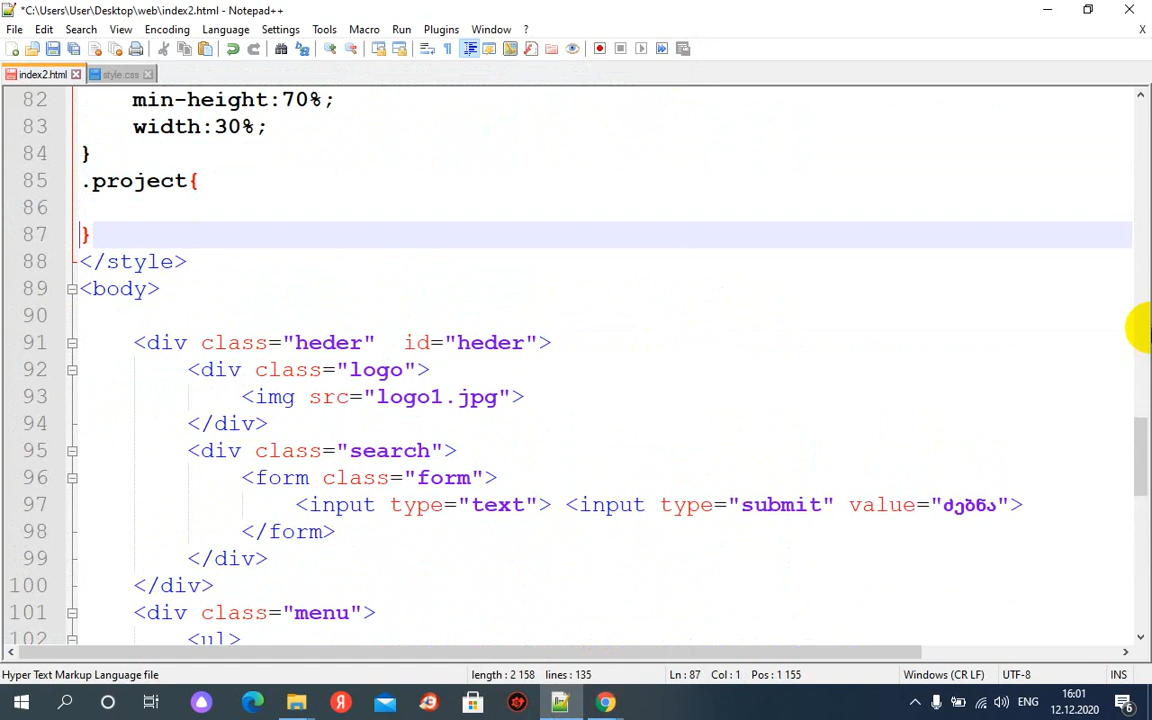 *C:\Users\User\Desktop\web\index2.html - Notepad++
File Edit Search View Encoding Language Settings Tools Macro Run Plugins Window ? X
index2.html style.css
82 min-height:70%;
83 width:30%;
84 }
85 .project{
86
87 }
88 </style>
89 <body>
90
91 <div class="heder"  id="heder">
92 <div class="logo">
93 <img src="logo1.jpg">
94 </div>
95 <div class="search">
96 <form class="form">
97 <input type="text"> <input type="submit" value="ძებნა">
98 </form>
99 </div>
100 </div>
101 <div class="menu">
102 <ul>
Hyper Text Markup Language file length : 2 158 lines : 135 Ln : 87 Col : 1 Pos : 1 155 Windows (CR LF) UTF-8 INS
ENG 16:01
12.12.2020 6